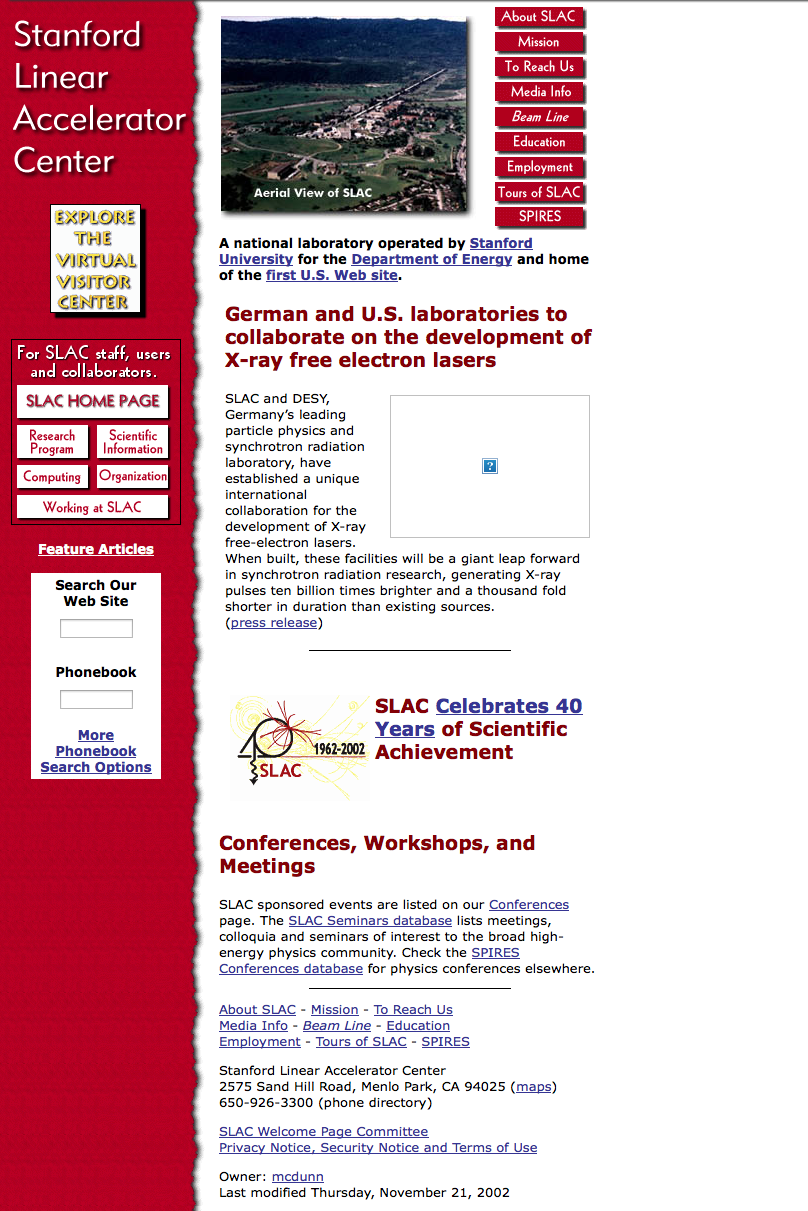 Stanford
Linear
Accelerator
Center
EXPLORE
THE
VIRTUAL
VISITOR
CENTER
For SLAC staff, users
and collaborators.
SLAC HOME PAGE
Research
Program
Scientific
Information
Computing
Organization
Working at SLAC
Feature Articles
Search Our
Web Site
Phonebook
More
Phonebook
Search Options
Aerial View of SLAC
About SLAC
Mission
To Reach Us
Media Info
Beam Line
Education
Employment
Tours of SLAC
SPIRES
A national laboratory operated by Stanford
University for the Department of Energy and home
of the first U.S. Web site.
German and U.S. laboratories to
collaborate on the development of
X-ray free electron lasers
SLAC and DESY,
Germany’s leading
particle physics and
synchrotron radiation
laboratory, have
established a unique
international
collaboration for the
development of X-ray
free-electron lasers.
When built, these facilities will be a giant leap forward
in synchrotron radiation research, generating X-ray
pulses ten billion times brighter and a thousand fold
shorter in duration than existing sources.
(press release)
?
40
1962-2002
SLAC
SLAC Celebrates 40
Years of Scientific
Achievement
Conferences, Workshops, and
Meetings
SLAC sponsored events are listed on our Conferences
page. The SLAC Seminars database lists meetings,
colloquia and seminars of interest to the broad high-
energy physics community. Check the SPIRES
Conferences database for physics conferences elsewhere.
About SLAC - Mission - To Reach Us
Media Info - Beam Line - Education
Employment - Tours of SLAC - SPIRES
Stanford Linear Accelerator Center
2575 Sand Hill Road, Menlo Park, CA 94025 (maps)
650-926-3300 (phone directory)
SLAC Welcome Page Committee
Privacy Notice, Security Notice and Terms of Use
Owner: mcdunn
Last modified Thursday, November 21, 2002